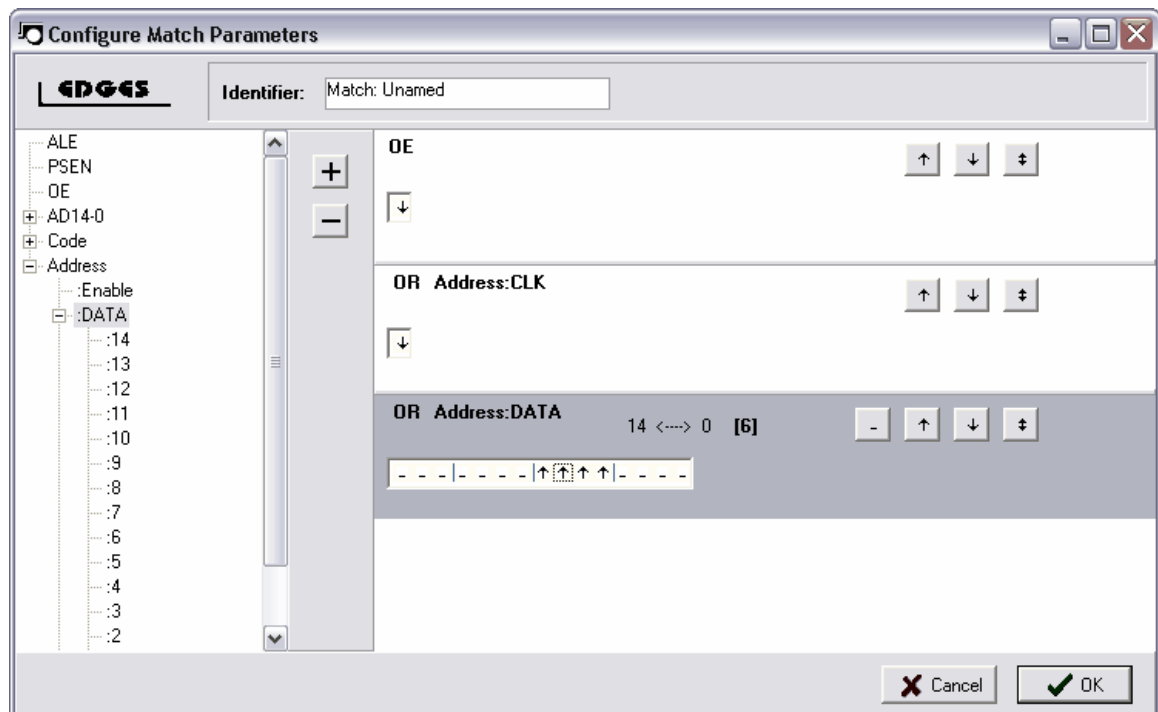 Configure Match Parameters
EDGES
Identifier: Match: Unnamed
ALE
PSEN
OE
AD14-0
Code
Address
:Enable
:DATA
:14
:13
:12
:11
:10
:9
:8
:7
:6
:5
:4
:3
:2
+
−
OE
↑ ↓ ↕
↓
OR Address:CLK
↑ ↓ ↕
↓
OR Address:DATA 14 <----> 0 [6]
- ↑ ↓ ↕
- - -|- - - -|↑↑↑↑|- - - -
Cancel
OK